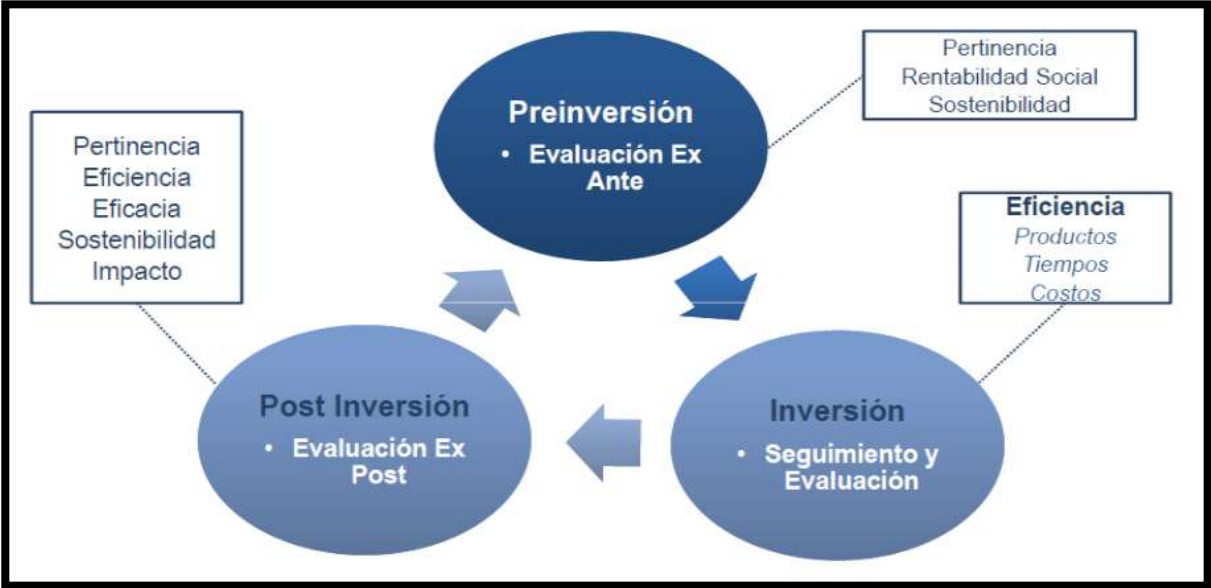 Preinversión
• Evaluación Ex
Ante
Pertinencia
Rentabilidad Social
Sostenibilidad
Eficiencia
Productos
Tiempos
Costos
Inversión
• Seguimiento y
Evaluación
Post Inversión
• Evaluación Ex
Post
Pertinencia
Eficiencia
Eficacia
Sostenibilidad
Impacto